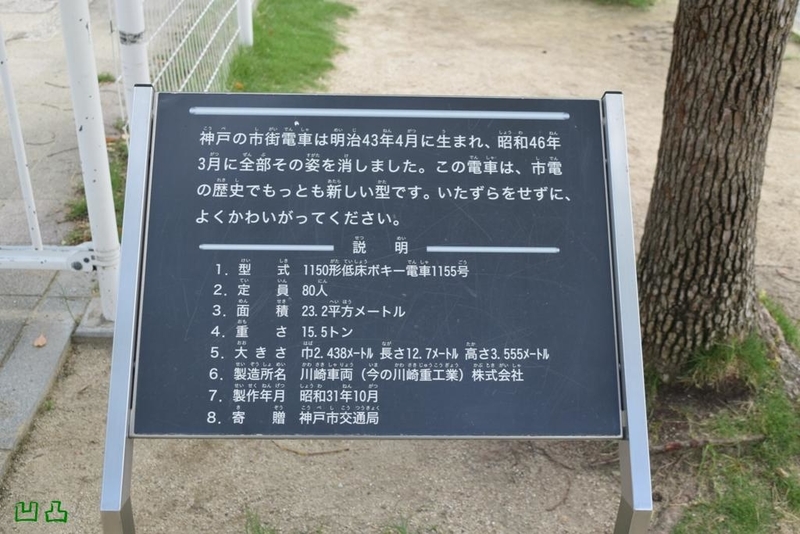 神戸の市街電車は明治43年4月に生まれ、昭和46年
3月に全部その姿を消しました。この電車は、市電
の歴史でもっとも新しい型です。いたずらをせずに、
よくかわいがってください。
説明
1. 型式 1150形低床ボキー電車1155号
2. 定員 80人
3. 面積 23.2平方メートル
4. 重さ 15.5トン
5. 大きさ 巾2.438ﾒｰﾄﾙ 長さ12.7ﾒｰﾄﾙ 高さ3.555ﾒｰﾄﾙ
6. 製造所名 川崎車両（今の川崎重工業）株式会社
7. 製作年月 昭和31年10月
8. 寄贈 神戸市交通局
凹凸